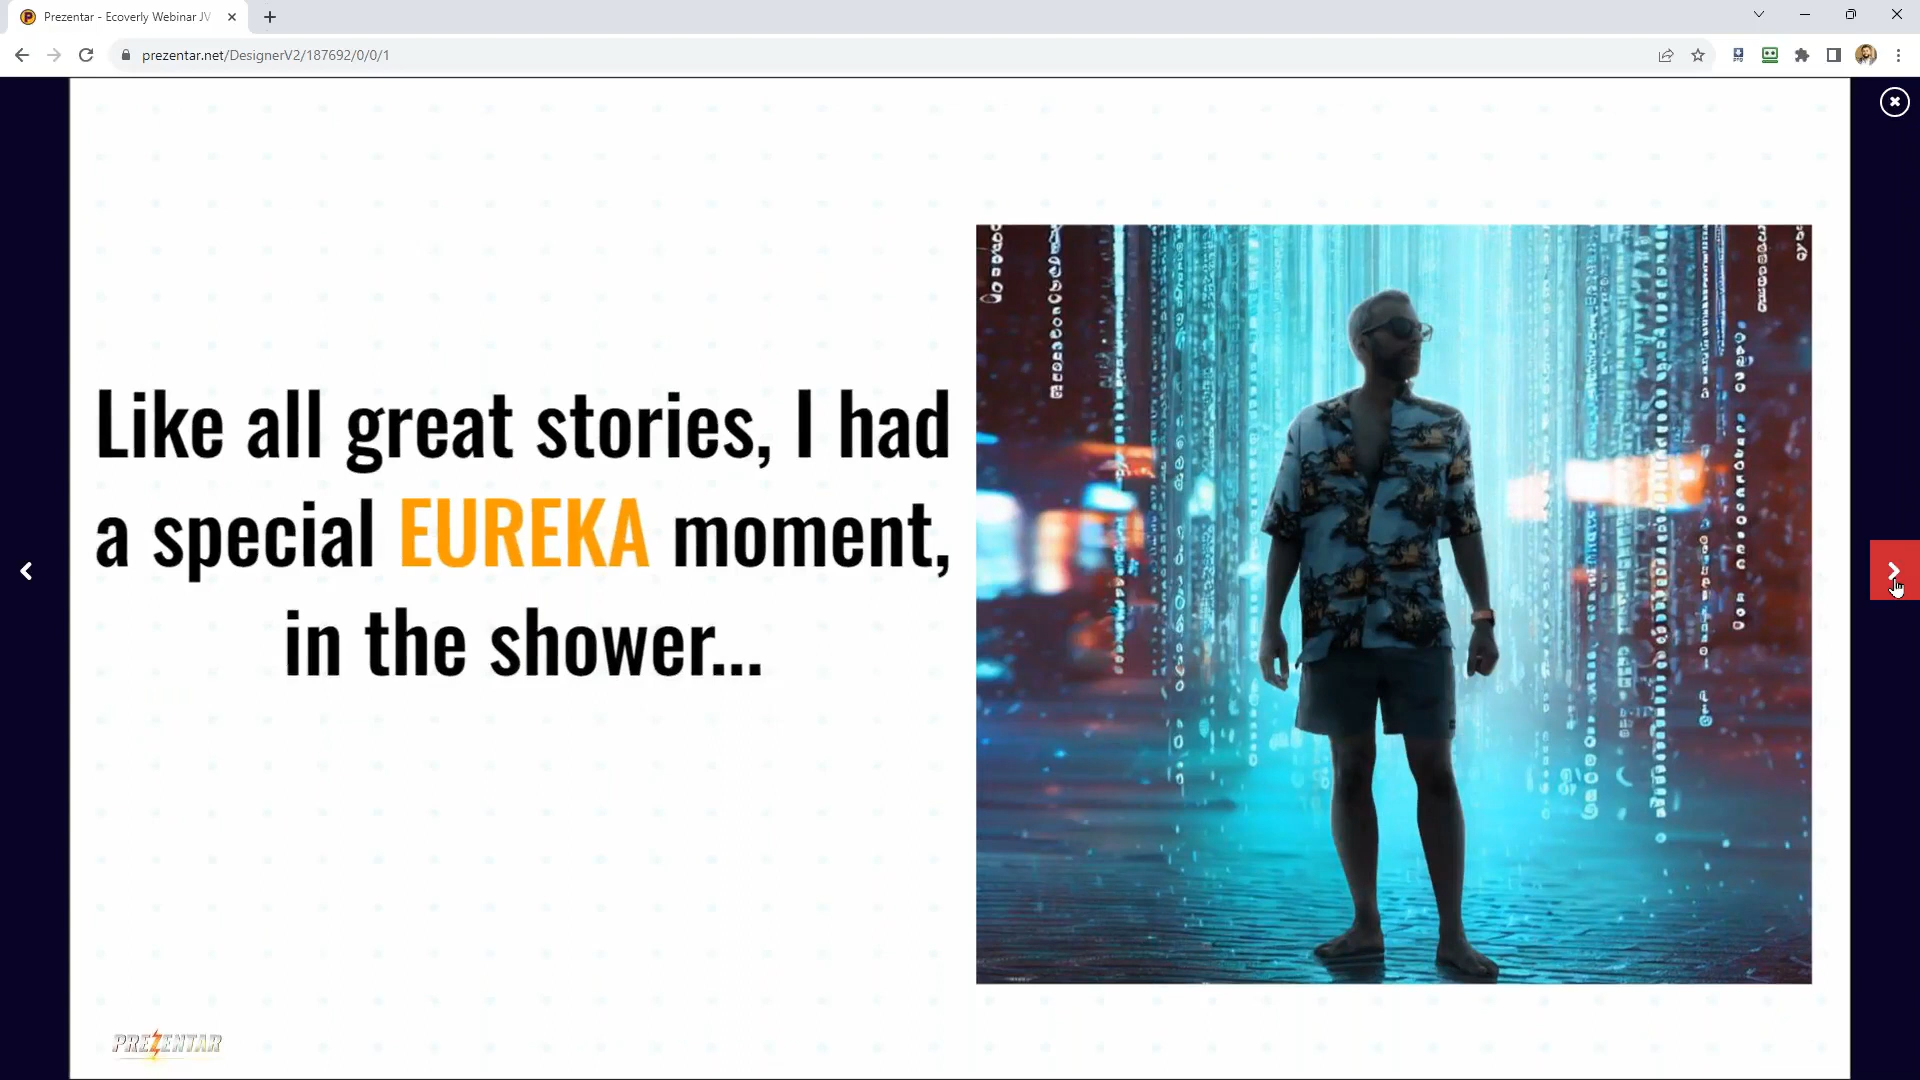 Prezentar - Ecoverly Webinar JV
prezentar.net/DesignerV2/187692/0/0/1
Like all great stories, I had
a special EUREKA moment,
in the shower...
PREZENTAR